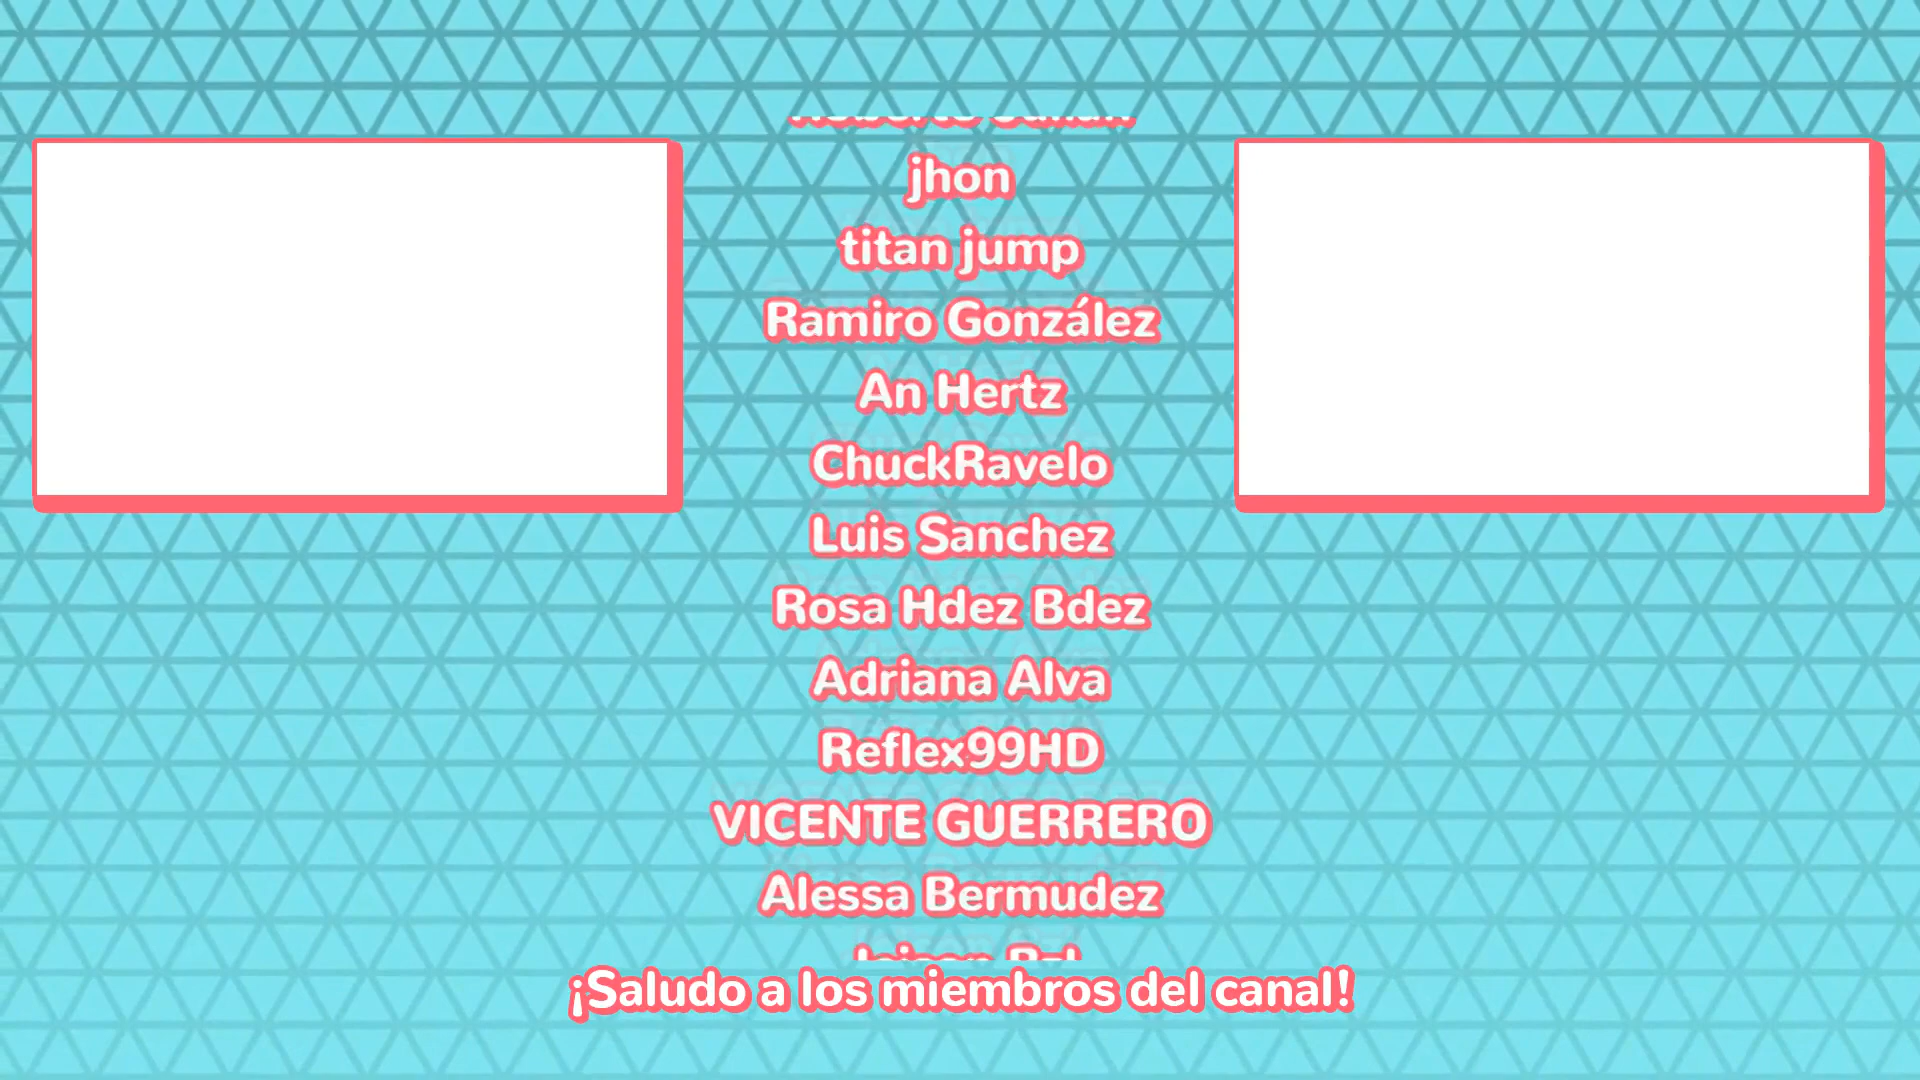 jhon
titan jump
Ramiro González
An Hertz
ChuckRavelo
Luis Sanchez
Rosa Hdez Bdez
Adriana Alva
Reflex99HD
VICENTE GUERRERO
Alessa Bermudez
¡Saludo a los miembros del canal!